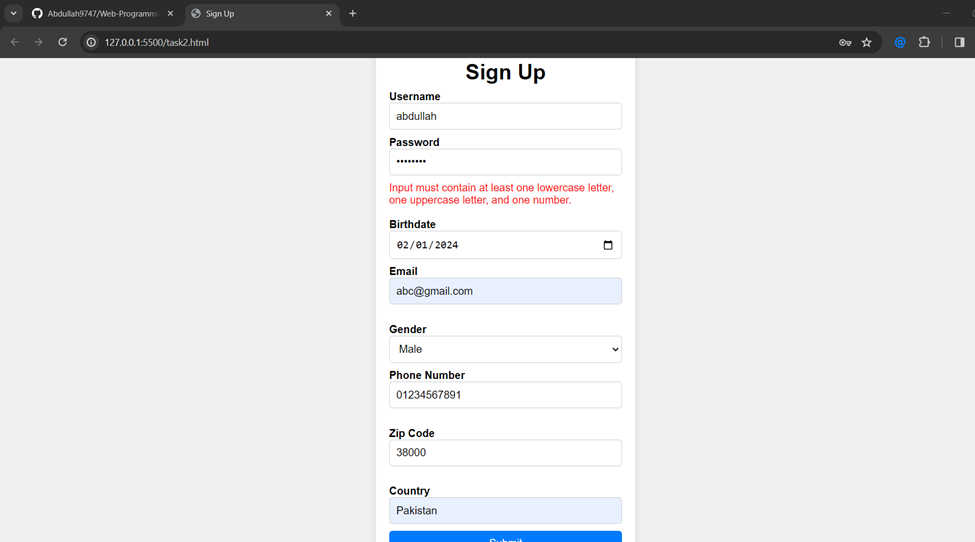 Abdullah9747/Web-Programmi
Sign Up
127.0.0.1:5500/task2.html
Sign Up
Username
abdullah
Password
••••••••
Input must contain at least one lowercase letter,
one uppercase letter, and one number.
Birthdate
02/01/2024
Email
abc@gmail.com
Gender
Male
Phone Number
01234567891
Zip Code
38000
Country
Pakistan
Submit